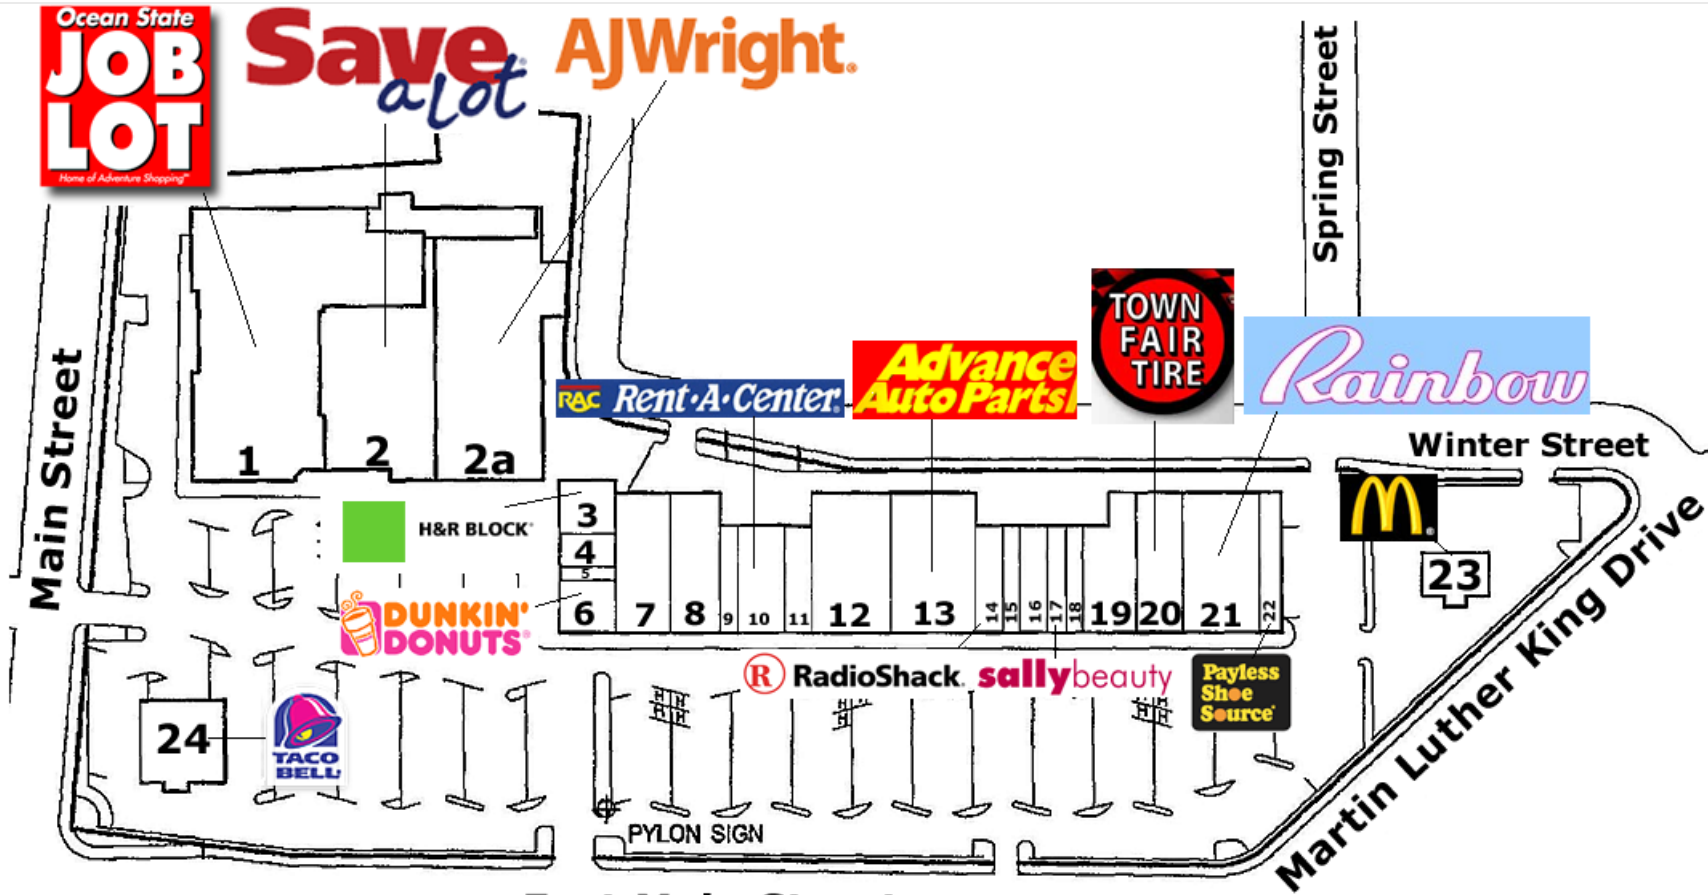 Ocean State
JOB
LOT
Home of Adventure Shopping™
Save
a Lot®
AJWright®
Spring Street
Main Street
TOWN
FAIR
TIRE
RAC Rent-A-Center®
Advance
Auto Parts
Rainbow
Winter Street
Martin Luther King Drive
1
2
2a
H&R BLOCK®
3
4
5
6
7
8
9
10
11
12
13
14
15
16
17
18
19
20
21
22
23
DUNKIN'
DONUTS®
R RadioShack.
sallybeauty
Payless
Shoe
Source®
24
TACO
BELL
PYLON SIGN